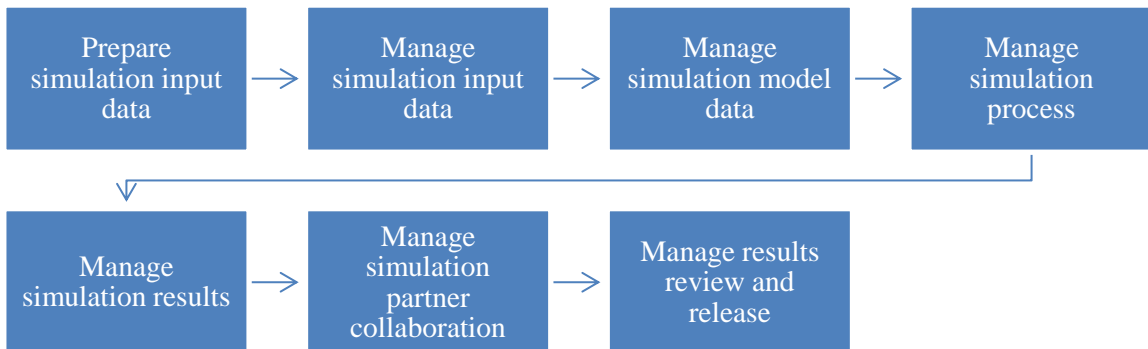 Prepare
simulation input
data
Manage
simulation input
data
Manage
simulation model
data
Manage
simulation
process
Manage
simulation results
Manage
simulation
partner
collaboration
Manage results
review and
release